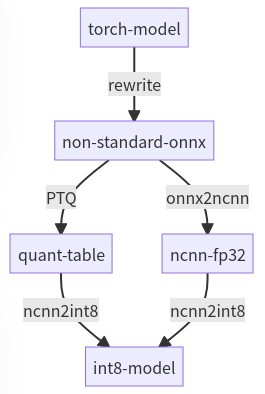 torch-model
rewrite
non-standard-onnx
PTQ
onnx2ncnn
quant-table
ncnn-fp32
ncnn2int8
ncnn2int8
int8-model